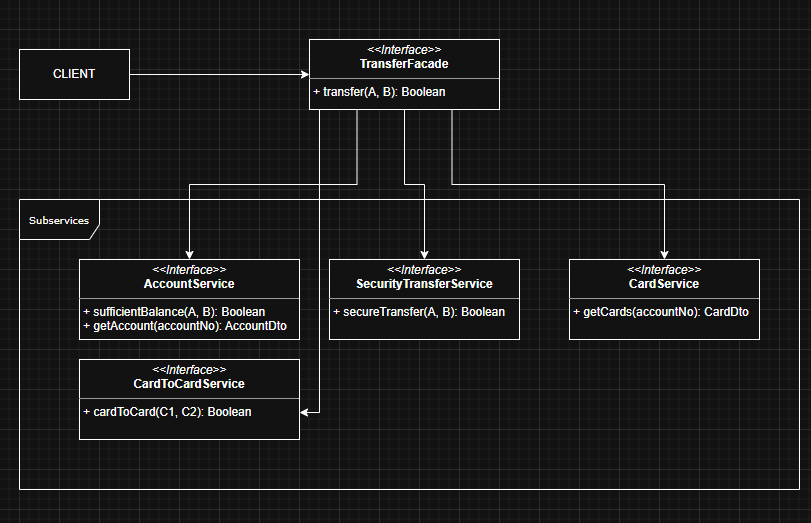 CLIENT
<<Interface>>
TransferFacade
+ transfer(A, B): Boolean
Subservices
<<Interface>>
AccountService
+ sufficientBalance(A, B): Boolean
+ getAccount(accountNo): AccountDto
<<Interface>>
SecurityTransferService
+ secureTransfer(A, B): Boolean
<<Interface>>
CardService
+ getCards(accountNo): CardDto
<<Interface>>
CardToCardService
+ cardToCard(C1, C2): Boolean